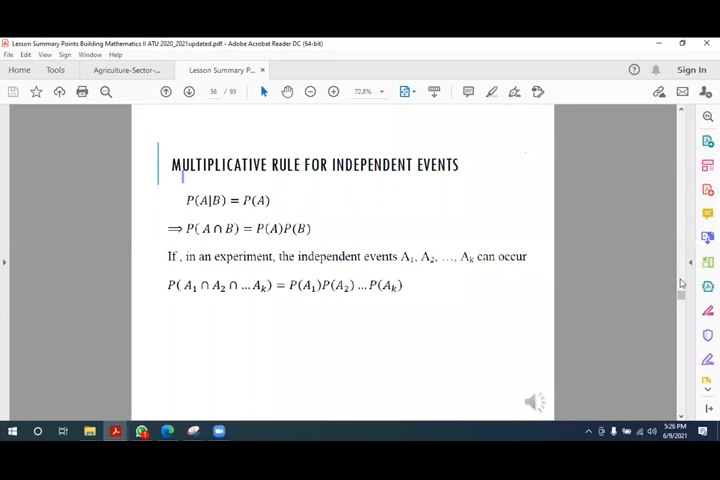 Lesson Summary Points Building Mathematics II ATU 2020_2021updated.pdf - Adobe Acrobat Reader DC (64-bit)
File Edit View Sign Window Help
Home Tools Agriculture-Sector-... Lesson Summary P... × Sign In
58 / 93 72.8%
MULTIPLICATIVE RULE FOR INDEPENDENT EVENTS
P(A|B) = P(A)
⟹ P( A ∩ B) = P(A)P(B)
If , in an experiment, the independent events A₁, A₂, …, Aₖ can occur
P( A₁ ∩ A₂ ∩ … Aₖ) = P(A₁)P(A₂) … P(Aₖ)
5:26 PM
6/9/2021